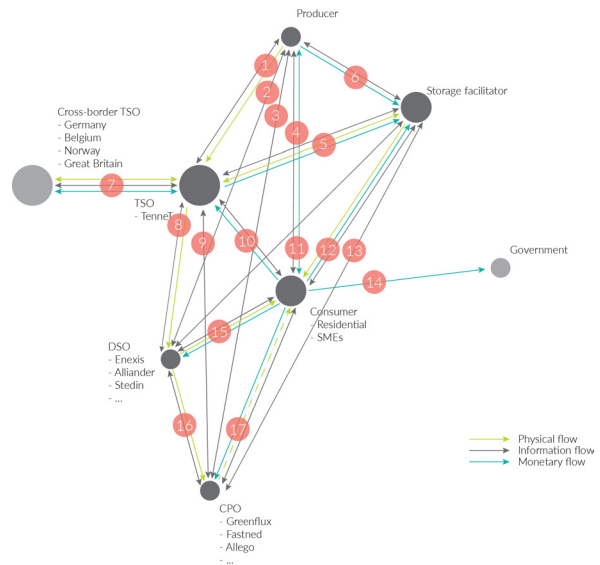 Producer
1
2
3
4
6
Storage facilitator
Cross-border TSO
- Germany
- Belgium
- Norway
- Great Britain
5
7
TSO
- TenneT
8
9
10
11
12
13
Government
14
Consumer
- Residential
- SMEs
15
DSO
- Enexis
- Alliander
- Stedin
- ...
16
17
Physical flow
Information flow
Monetary flow
CPO
- Greenflux
- Fastned
- Allego
- ...